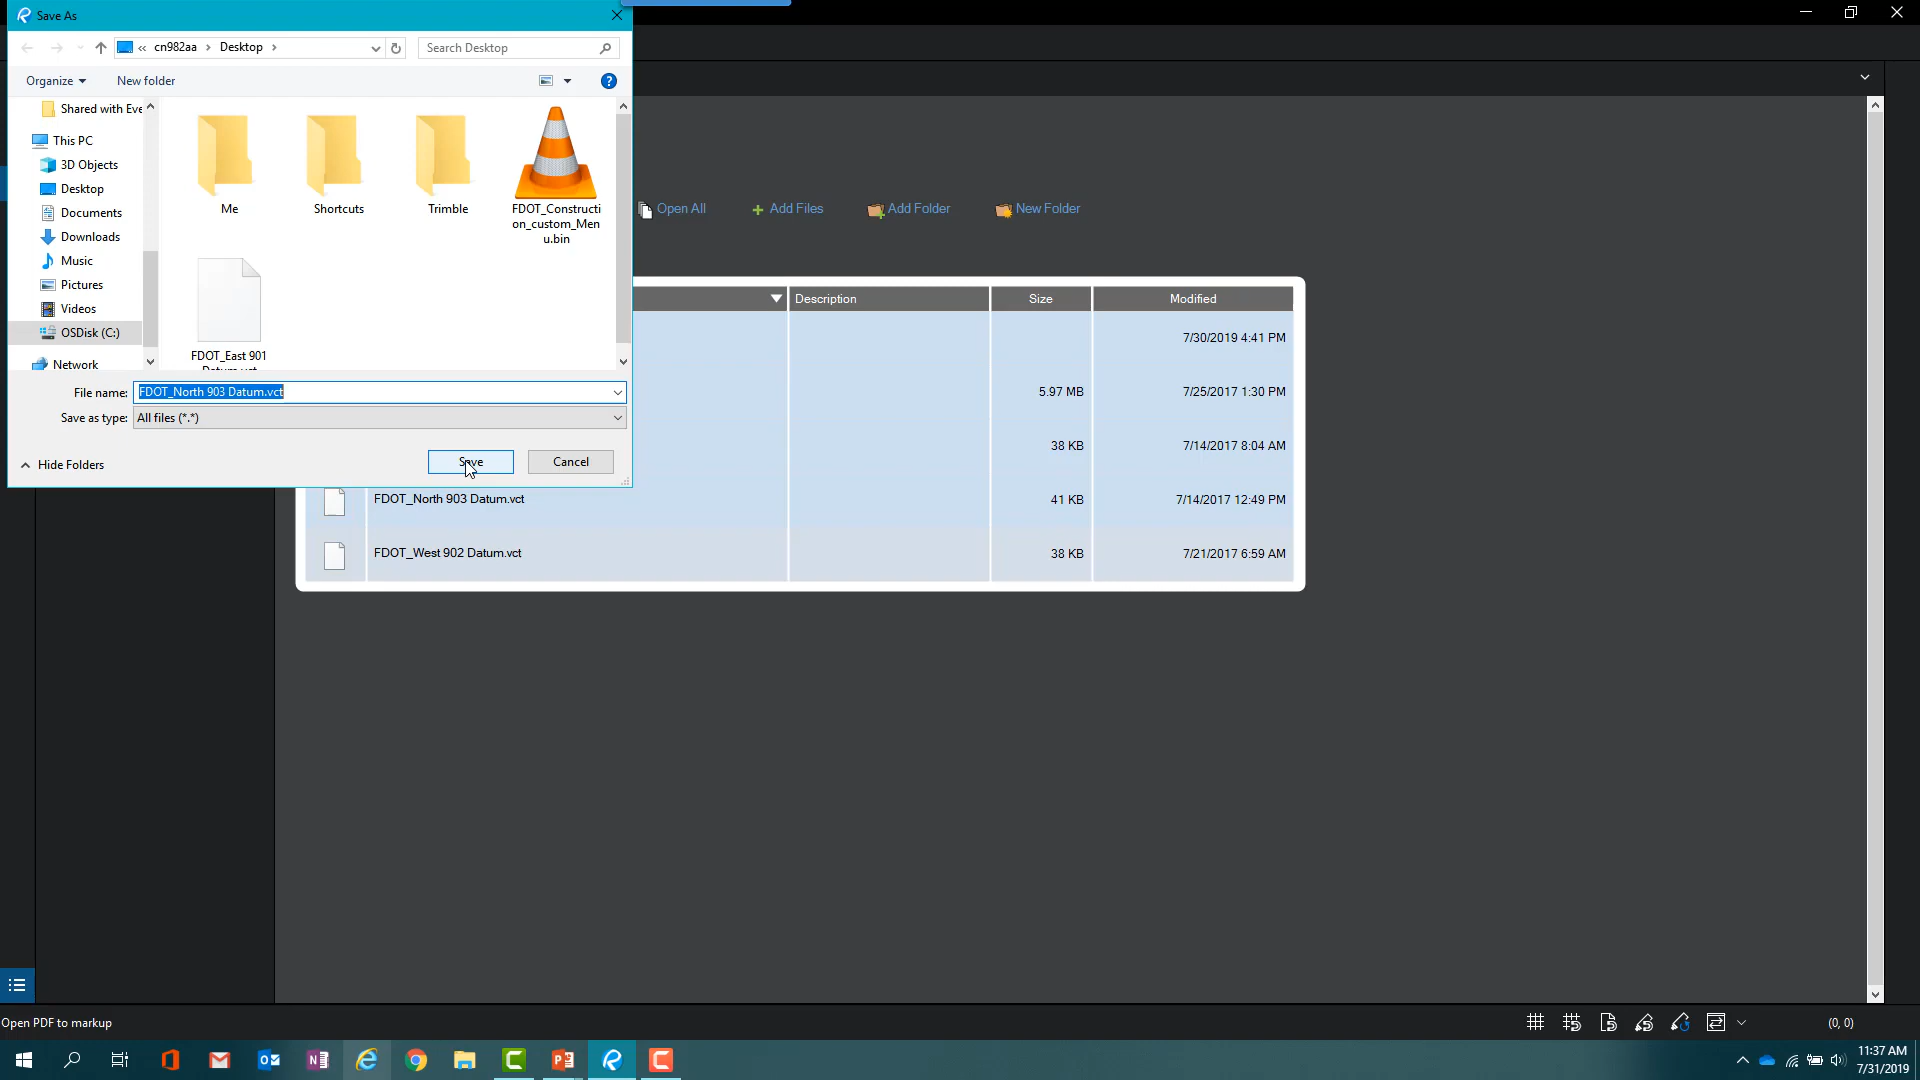 Save As
cn982aa
Desktop
Search Desktop
Organize
New folder
Shared with Eve
This PC
3D Objects
Desktop
Documents
Downloads
Music
Pictures
Videos
OSDisk (C:)
Network
Me
Shortcuts
Trimble
FDOT_Constructi
on_custom_Men
u.bin
FDOT_East 901
Datum.vct
File name:
FDOT_North 903 Datum.vct
Save as type:
All files (*.*)
Hide Folders
Save
Cancel
Open All
Add Files
Add Folder
New Folder
Description
Size
Modified
7/30/2019 4:41 PM
5.97 MB
7/25/2017 1:30 PM
38 KB
7/14/2017 8:04 AM
FDOT_North 903 Datum.vct
41 KB
7/14/2017 12:49 PM
FDOT_West 902 Datum.vct
38 KB
7/21/2017 6:59 AM
Open PDF to markup
(0, 0)
11:37 AM
7/31/2019